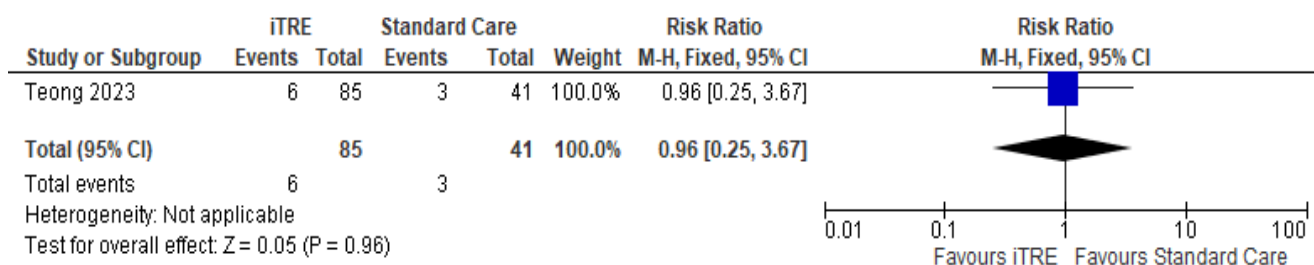 iTRE Standard Care Risk Ratio Risk Ratio
Study or Subgroup Events Total Events Total Weight M-H, Fixed, 95% CI M-H, Fixed, 95% CI
Teong 2023 6 85 3 41 100.0% 0.96 [0.25, 3.67]
Total (95% CI) 85 41 100.0% 0.96 [0.25, 3.67]
Total events 6 3
Heterogeneity: Not applicable
Test for overall effect: Z = 0.05 (P = 0.96)
0.01 0.1 1 10 100
Favours iTRE Favours Standard Care